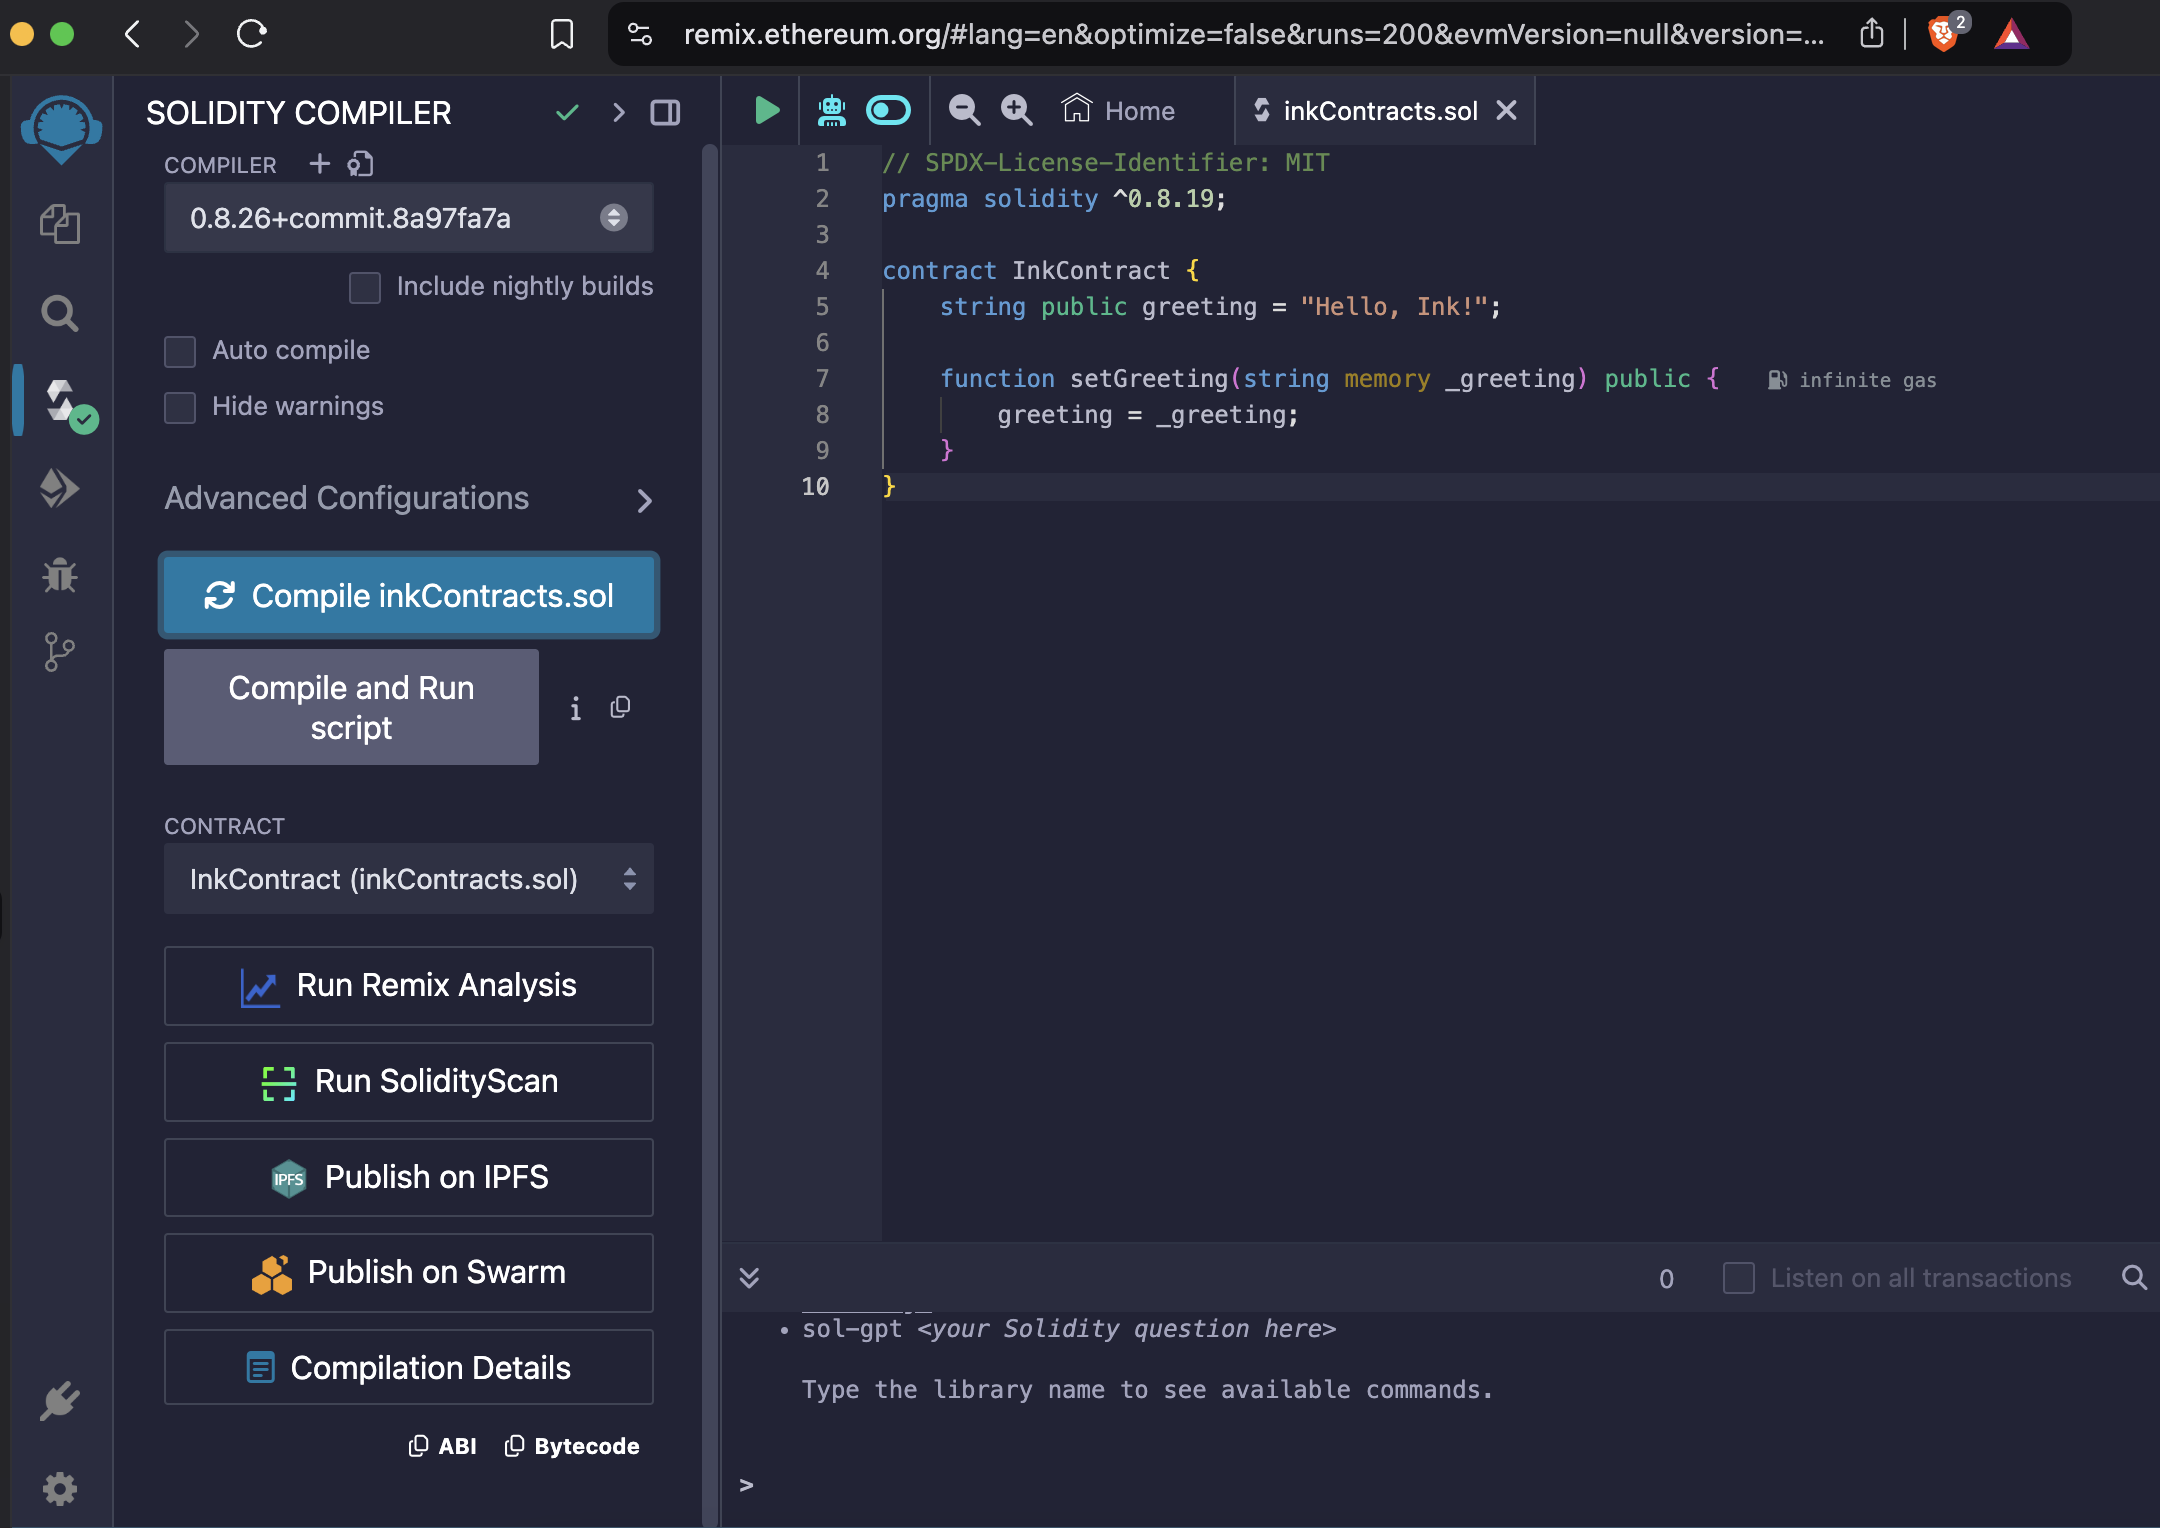 remix.ethereum.org/#lang=en&optimize=false&runs=200&evmVersion=null&version=...
2
SOLIDITY COMPILER
COMPILER
0.8.26+commit.8a97fa7a
Include nightly builds
Auto compile
Hide warnings
Advanced Configurations
Compile inkContracts.sol
Compile and Run
script
i
CONTRACT
InkContract (inkContracts.sol)
Run Remix Analysis
Run SolidityScan
IPFS Publish on IPFS
Publish on Swarm
Compilation Details
ABI Bytecode
Home inkContracts.sol
1 // SPDX-License-Identifier: MIT
2 pragma solidity ^0.8.19;
3
4 contract InkContract {
5 string public greeting = "Hello, Ink!";
6
7 function setGreeting(string memory _greeting) public { infinite gas
8 greeting = _greeting;
9 }
10 }
0 Listen on all transactions
• sol-gpt <your Solidity question here>
Type the library name to see available commands.
>